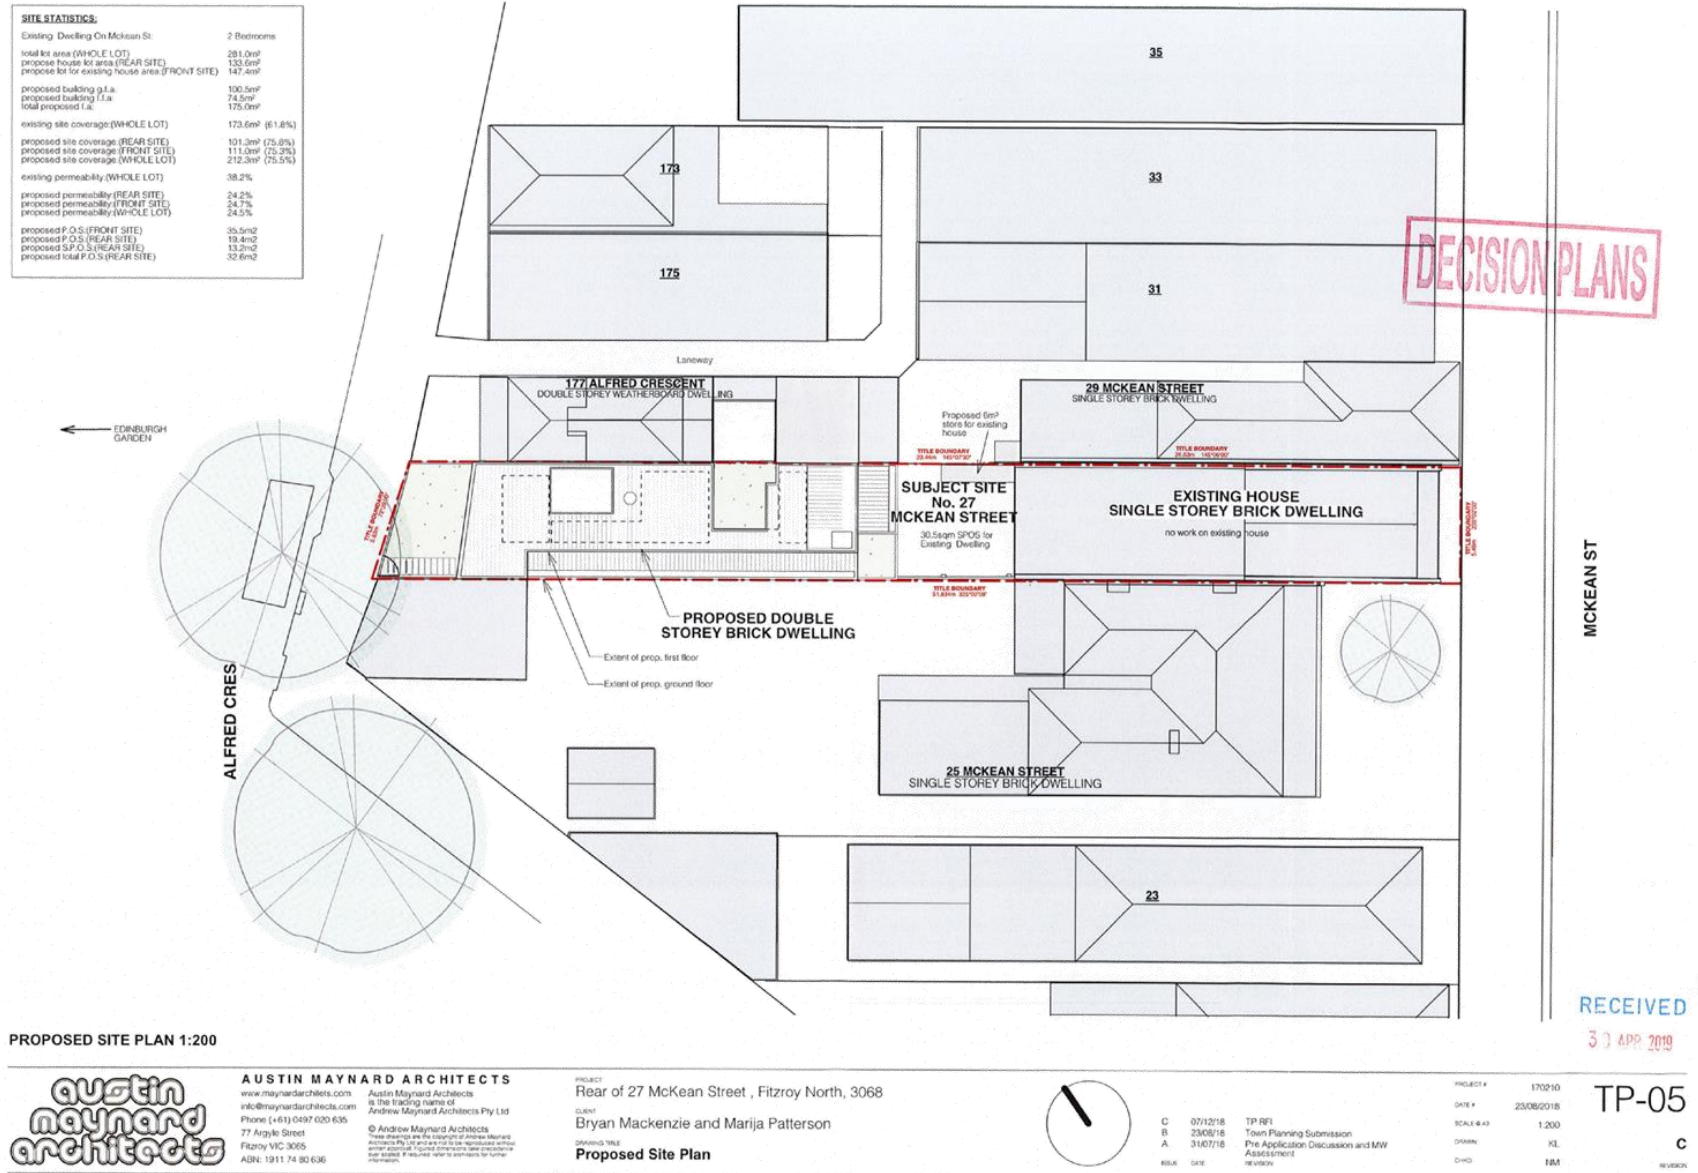 SITE STATISTICS:
Existing Dwelling On Mckean St: 2 Bedrooms
total lot area:(WHOLE LOT) 281.0m²
propose house lot area:(REAR SITE) 133.6m²
propose lot for existing house area:(FRONT SITE) 147.4m²
proposed building g.f.a: 100.5m²
proposed building f.f.a: 74.5m²
total proposed f.a: 175.0m²
existing site coverage:(WHOLE LOT) 173.6m² (61.8%)
proposed site coverage:(REAR SITE) 101.3m² (75.8%)
proposed site coverage:(FRONT SITE) 111.0m² (75.3%)
proposed site coverage:(WHOLE LOT) 212.3m² (75.5%)
existing permeability:(WHOLE LOT) 38.2%
proposed permeability:(REAR SITE) 24.2%
proposed permeability:(FRONT SITE) 24.7%
proposed permeability:(WHOLE LOT) 24.5%
proposed P.O.S:(FRONT SITE) 35.5m2
proposed P.O.S:(REAR SITE) 19.4m2
proposed S.P.O.S:(REAR SITE) 13.2m2
proposed total P.O.S:(REAR SITE) 32.6m2
35
173
33
175
31
DECISION PLANS
Laneway
177 ALFRED CRESCENT
DOUBLE STOREY WEATHERBOARD DWELLING
29 MCKEAN STREET
SINGLE STOREY BRICK DWELLING
EDINBURGH
GARDEN
Proposed 6m³
store for existing
house
TITLE BOUNDARY
TITLE BOUNDARY
TITLE BOUNDARY
SUBJECT SITE
No. 27
MCKEAN STREET
30.5sqm SPOS for
Existing Dwelling
EXISTING HOUSE
SINGLE STOREY BRICK DWELLING
no work on existing house
TITLE BOUNDARY
TITLE BOUNDARY
MCKEAN ST
PROPOSED DOUBLE
STOREY BRICK DWELLING
Extent of prop. first floor
Extent of prop. ground floor
ALFRED CRES
25 MCKEAN STREET
SINGLE STOREY BRICK DWELLING
23
RECEIVED
30 APR 2019
PROPOSED SITE PLAN 1:200
austin
maynard
architects
AUSTIN MAYNARD ARCHITECTS
www.maynardarchitects.com
info@maynardarchitects.com
Phone (+61) 0497 020 635
77 Argyle Street
Fitzroy VIC 3065
ABN: 1911 74 80 636
Austin Maynard Architects
is the trading name of
Andrew Maynard Architects Pty Ltd
© Andrew Maynard Architects
PROJECT
Rear of 27 McKean Street , Fitzroy North, 3068
CLIENT
Bryan Mackenzie and Marija Patterson
DRAWING TITLE
Proposed Site Plan
C 07/12/18 TP RFI
B 23/08/18 Town Planning Submission
A 31/07/18 Pre Application Discussion and MW
Assessment
ISSUE DATE REVISION
PROJECT # 170210
DATE # 23/08/2018
SCALE @ A3 1:200
DRAWN KL
CHKD NM
TP-05
C
REVISION